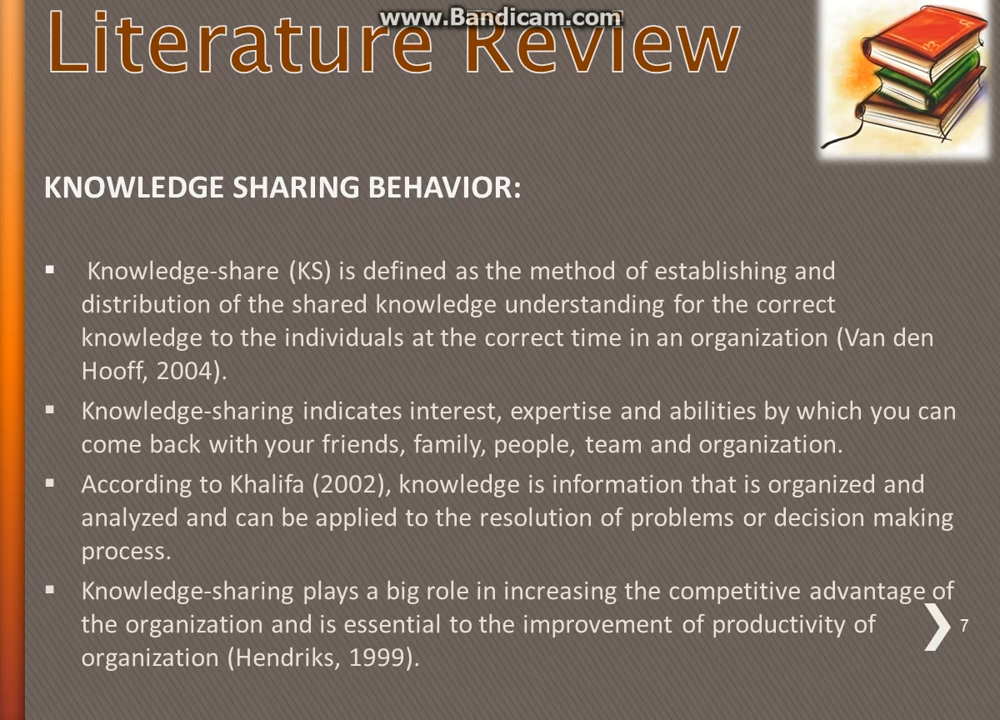 www.Bandicam.com
Literature Review
KNOWLEDGE SHARING BEHAVIOR:
▪ Knowledge-share (KS) is defined as the method of establishing and
distribution of the shared knowledge understanding for the correct
knowledge to the individuals at the correct time in an organization (Van den
Hooff, 2004).
▪ Knowledge-sharing indicates interest, expertise and abilities by which you can
come back with your friends, family, people, team and organization.
▪ According to Khalifa (2002), knowledge is information that is organized and
analyzed and can be applied to the resolution of problems or decision making
process.
▪ Knowledge-sharing plays a big role in increasing the competitive advantage of
the organization and is essential to the improvement of productivity of
organization (Hendriks, 1999).
7